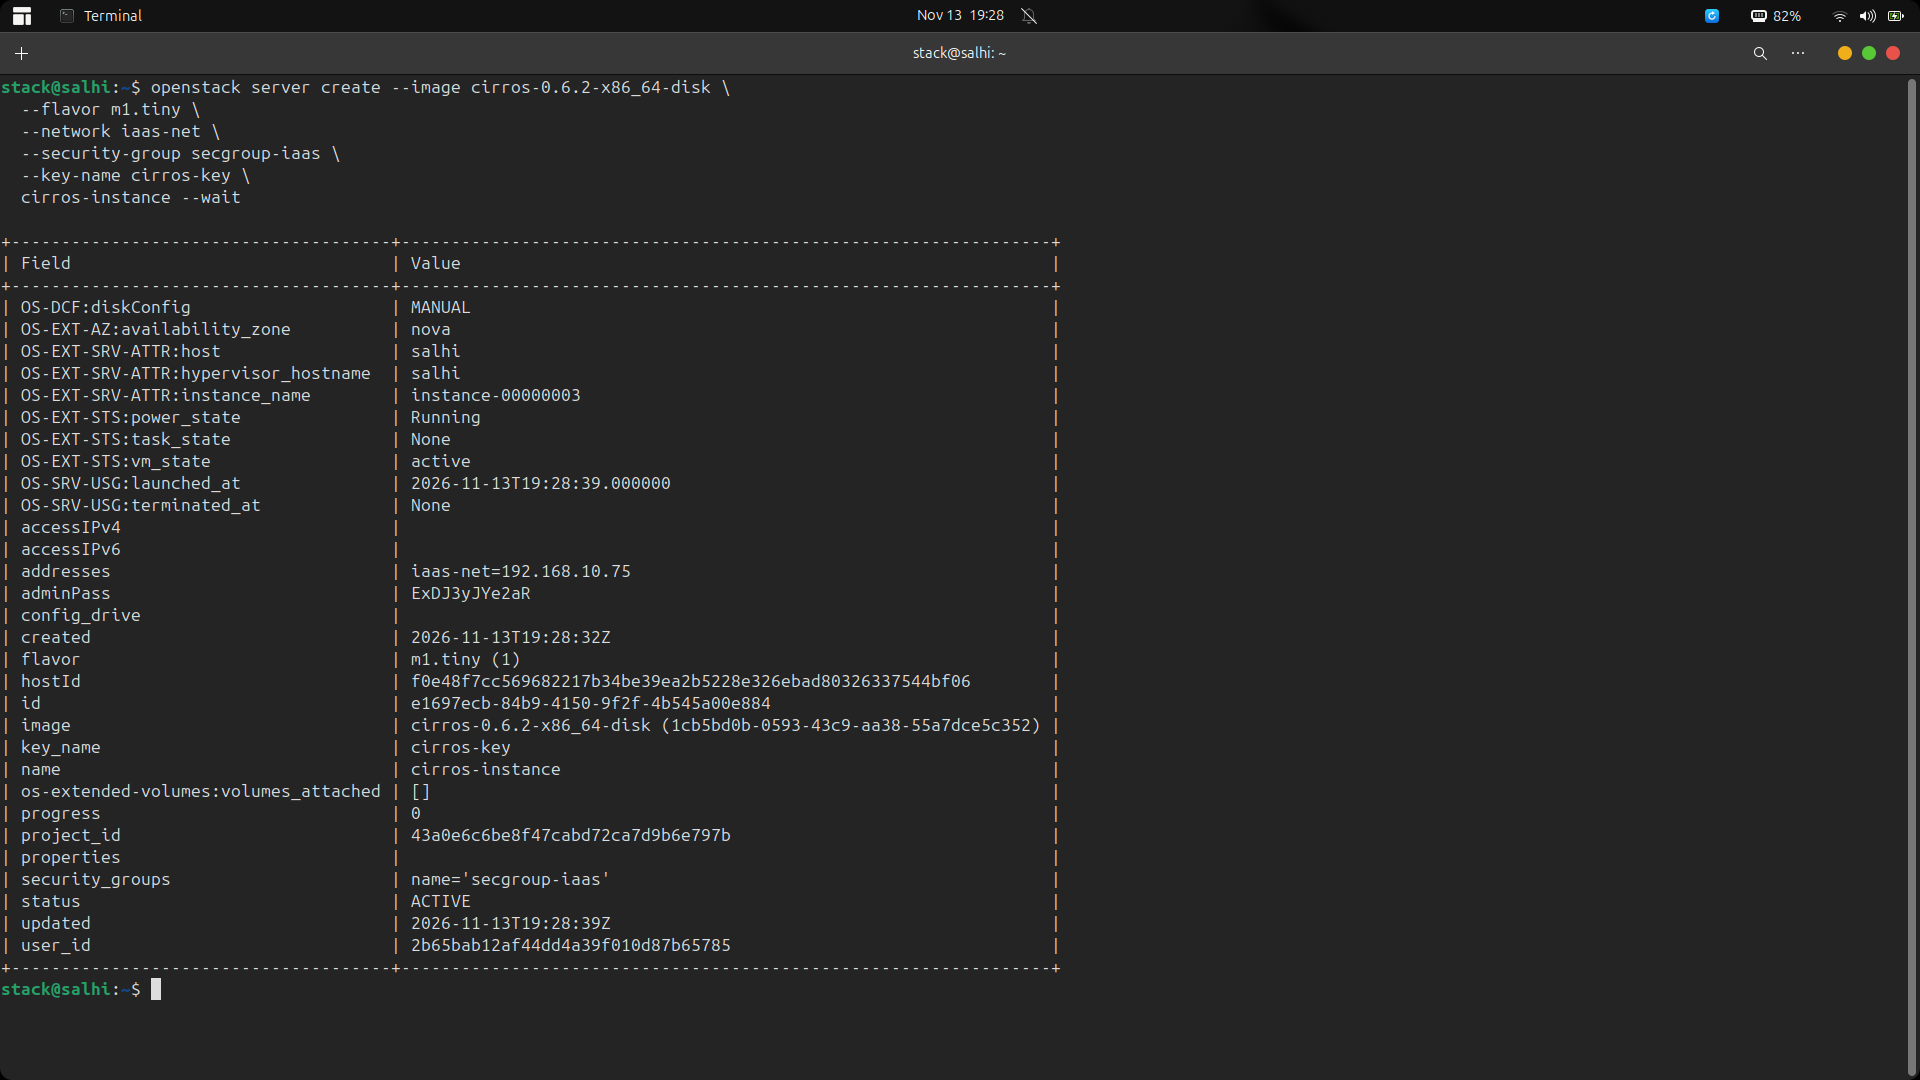 Terminal
Nov 13 19:28
82%
stack@salhi: ~
stack@salhi:~$ openstack server create --image cirros-0.6.2-x86_64-disk \
  --flavor m1.tiny \
  --network iaas-net \
  --security-group secgroup-iaas \
  --key-name cirros-key \
  cirros-instance --wait

+--------------------------------------+-----------------------------------------------------------------+
| Field                                | Value                                                           |
+--------------------------------------+-----------------------------------------------------------------+
| OS-DCF:diskConfig                    | MANUAL                                                          |
| OS-EXT-AZ:availability_zone          | nova                                                            |
| OS-EXT-SRV-ATTR:host                 | salhi                                                           |
| OS-EXT-SRV-ATTR:hypervisor_hostname  | salhi                                                           |
| OS-EXT-SRV-ATTR:instance_name        | instance-00000003                                               |
| OS-EXT-STS:power_state               | Running                                                         |
| OS-EXT-STS:task_state                | None                                                            |
| OS-EXT-STS:vm_state                  | active                                                          |
| OS-SRV-USG:launched_at               | 2026-11-13T19:28:39.000000                                      |
| OS-SRV-USG:terminated_at             | None                                                            |
| accessIPv4                           |                                                                 |
| accessIPv6                           |                                                                 |
| addresses                            | iaas-net=192.168.10.75                                          |
| adminPass                            | ExDJ3yJYe2aR                                                    |
| config_drive                         |                                                                 |
| created                              | 2026-11-13T19:28:32Z                                            |
| flavor                               | m1.tiny (1)                                                     |
| hostId                               | f0e48f7cc569682217b34be39ea2b5228e326ebad80326337544bf06        |
| id                                   | e1697ecb-84b9-4150-9f2f-4b545a00e884                            |
| image                                | cirros-0.6.2-x86_64-disk (1cb5bd0b-0593-43c9-aa38-55a7dce5c352) |
| key_name                             | cirros-key                                                      |
| name                                 | cirros-instance                                                 |
| os-extended-volumes:volumes_attached | []                                                              |
| progress                             | 0                                                               |
| project_id                           | 43a0e6c6be8f47cabd72ca7d9b6e797b                                |
| properties                           |                                                                 |
| security_groups                      | name='secgroup-iaas'                                            |
| status                               | ACTIVE                                                          |
| updated                              | 2026-11-13T19:28:39Z                                            |
| user_id                              | 2b65bab12af44dd4a39f010d87b65785                                |
+--------------------------------------+-----------------------------------------------------------------+
stack@salhi:~$